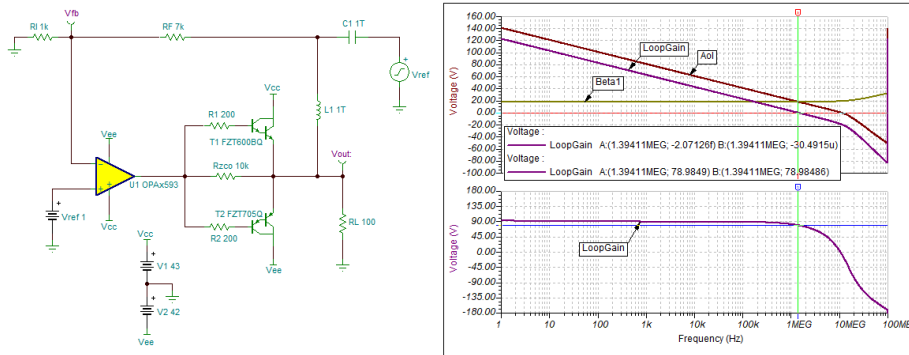 Vfb
RI 1k
RF 7k
C1 1T
Vref
L1 1T
Vcc
R1 200
T1 FZT600BQ
Vee
U1 OPAx593
Rzco 10k
Vout
Vcc
Vref 1
T2 FZT705Q
R2 200
RL 100
Vee
Vcc
V1 43
V2 42
Vee
160.00
140.00
120.00
100.00
80.00
60.00
40.00
20.00
0.00
-20.00
-40.00
-60.00
-80.00
-100.00
Voltage (V)
LoopGain
Aol
Beta1
Voltage :
LoopGain A:(1.39411MEG; -2.07126f) B:(1.39411MEG; -30.4915u)
Voltage :
LoopGain A:(1.39411MEG; 78.9849) B:(1.39411MEG; 78.98486)
180.00
135.00
90.00
45.00
0.00
-45.00
-90.00
-135.00
-180.00
Voltage (V)
LoopGain
1 10 100 1k 10k 100k 1MEG 10MEG 100ME
Frequency (Hz)